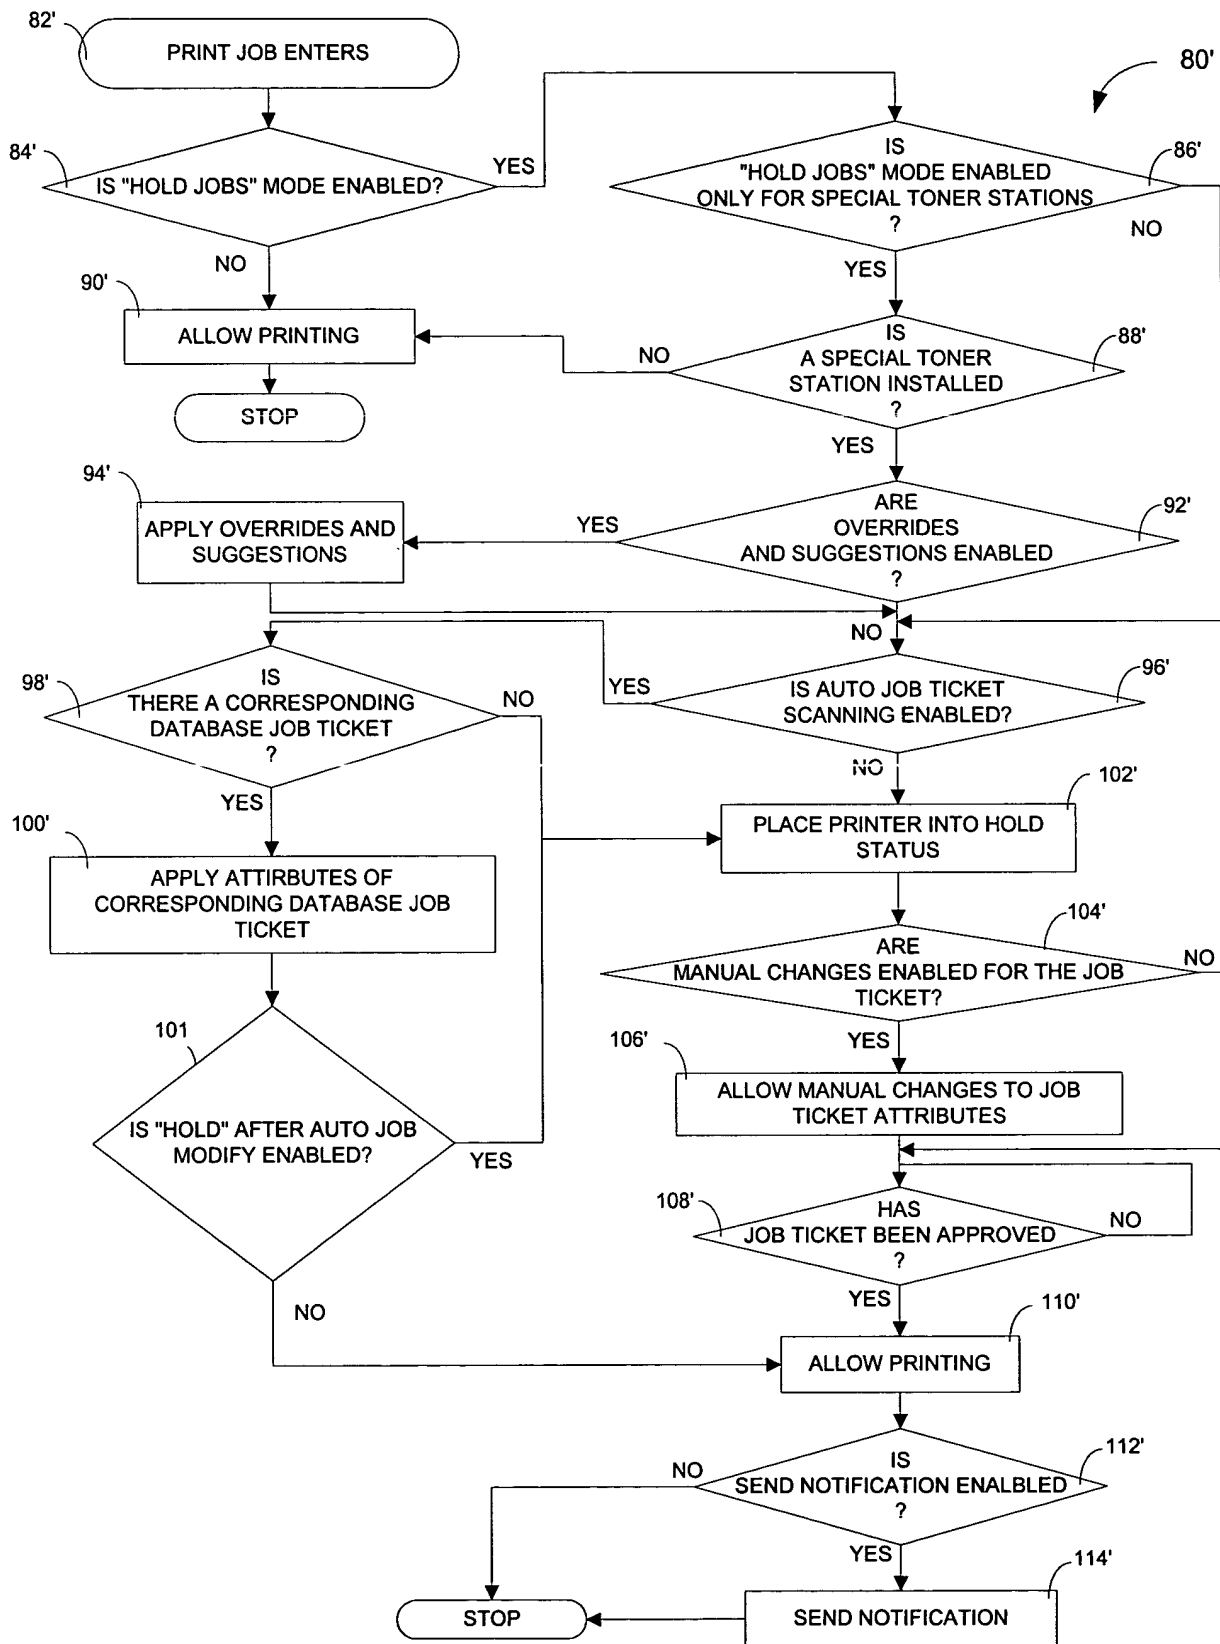 82'
PRINT JOB ENTERS
80'
84'
IS "HOLD JOBS" MODE ENABLED?
YES
NO
IS
"HOLD JOBS" MODE ENABLED
ONLY FOR SPECIAL TONER STATIONS
?
86'
NO
YES
90'
ALLOW PRINTING
STOP
IS
A SPECIAL TONER
STATION INSTALLED
?
88'
NO
YES
94'
APPLY OVERRIDES AND
SUGGESTIONS
YES
ARE
OVERRIDES
AND SUGGESTIONS ENABLED
?
92'
NO
98'
IS
THERE A CORRESPONDING
DATABASE JOB TICKET
?
NO
YES
YES
IS AUTO JOB TICKET
SCANNING ENABLED?
96'
NO
100'
APPLY ATTIRBUTES OF
CORRESPONDING DATABASE JOB
TICKET
102'
PLACE PRINTER INTO HOLD
STATUS
104'
ARE
MANUAL CHANGES ENABLED FOR THE JOB
TICKET?
NO
YES
101
IS "HOLD" AFTER AUTO JOB
MODIFY ENABLED?
YES
NO
106'
ALLOW MANUAL CHANGES TO JOB
TICKET ATTRIBUTES
108'
HAS
JOB TICKET BEEN APPROVED
?
NO
YES
110'
ALLOW PRINTING
IS
SEND NOTIFICATION ENALBLED
?
112'
NO
YES
114'
STOP
SEND NOTIFICATION